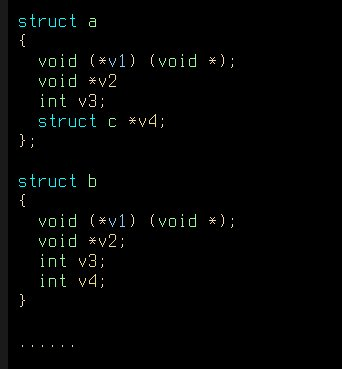 struct a
{
  void (*v1) (void *);
  void *v2
  int v3;
  struct c *v4;
};

struct b
{
  void (*v1) (void *);
  void *v2;
  int v3;
  int v4;
}

......